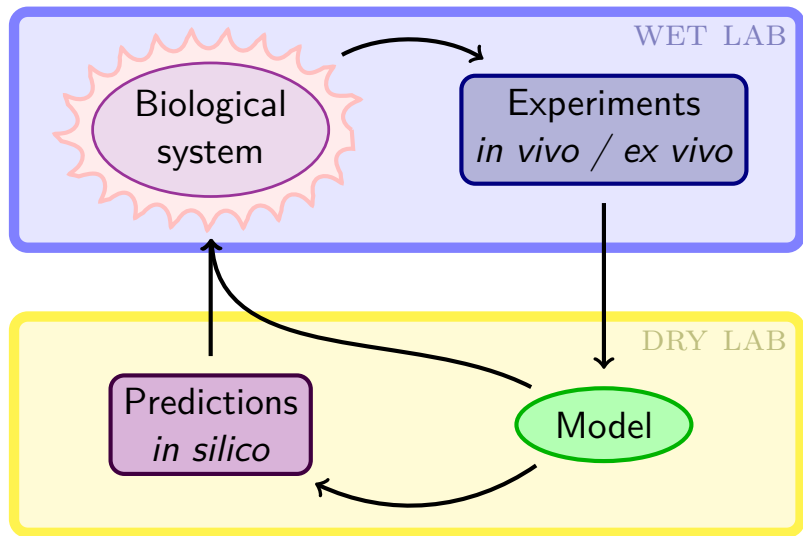 WET LAB
Biological
system
Experiments
in vivo / ex vivo
DRY LAB
Predictions
in silico
Model